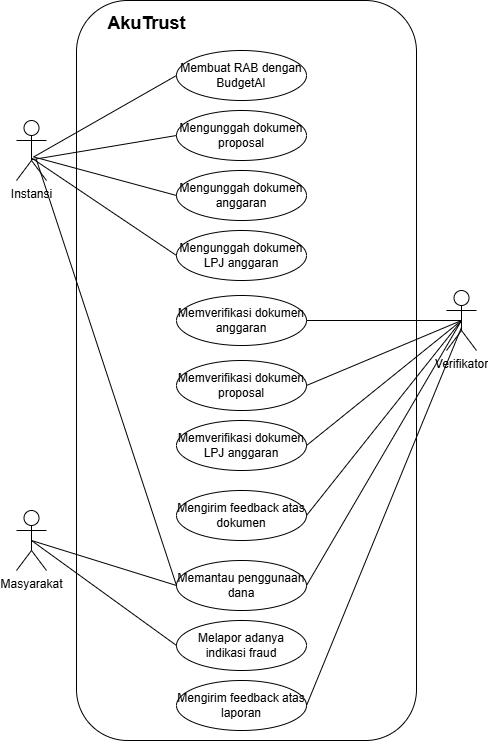 AkuTrust
Membuat RAB dengan
BudgetAI
Mengunggah dokumen
proposal
Instansi
Mengunggah dokumen
anggaran
Mengunggah dokumen
LPJ anggaran
Memverifikasi dokumen
anggaran
Verifikator
Memverifikasi dokumen
proposal
Memverifikasi dokumen
LPJ anggaran
Mengirim feedback atas
dokumen
Masyarakat
Memantau penggunaan
dana
Melapor adanya
indikasi fraud
Mengirim feedback atas
laporan